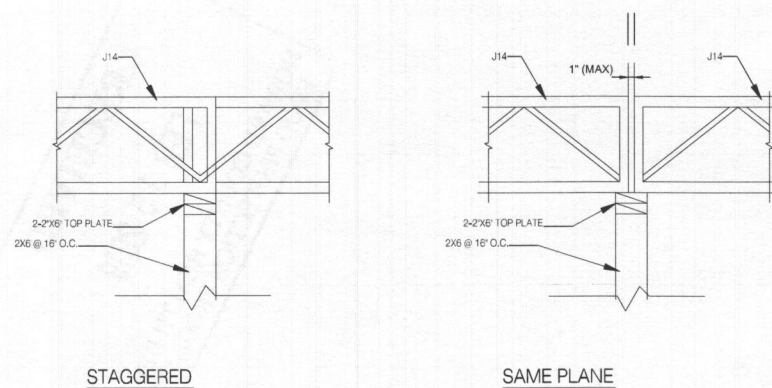 J14
2-2"X6" TOP PLATE
2X6 @ 16" O.C.
STAGGERED
J14
1" (MAX)
J14
2-2"X6" TOP PLATE
2X6 @ 16" O.C.
SAME PLANE